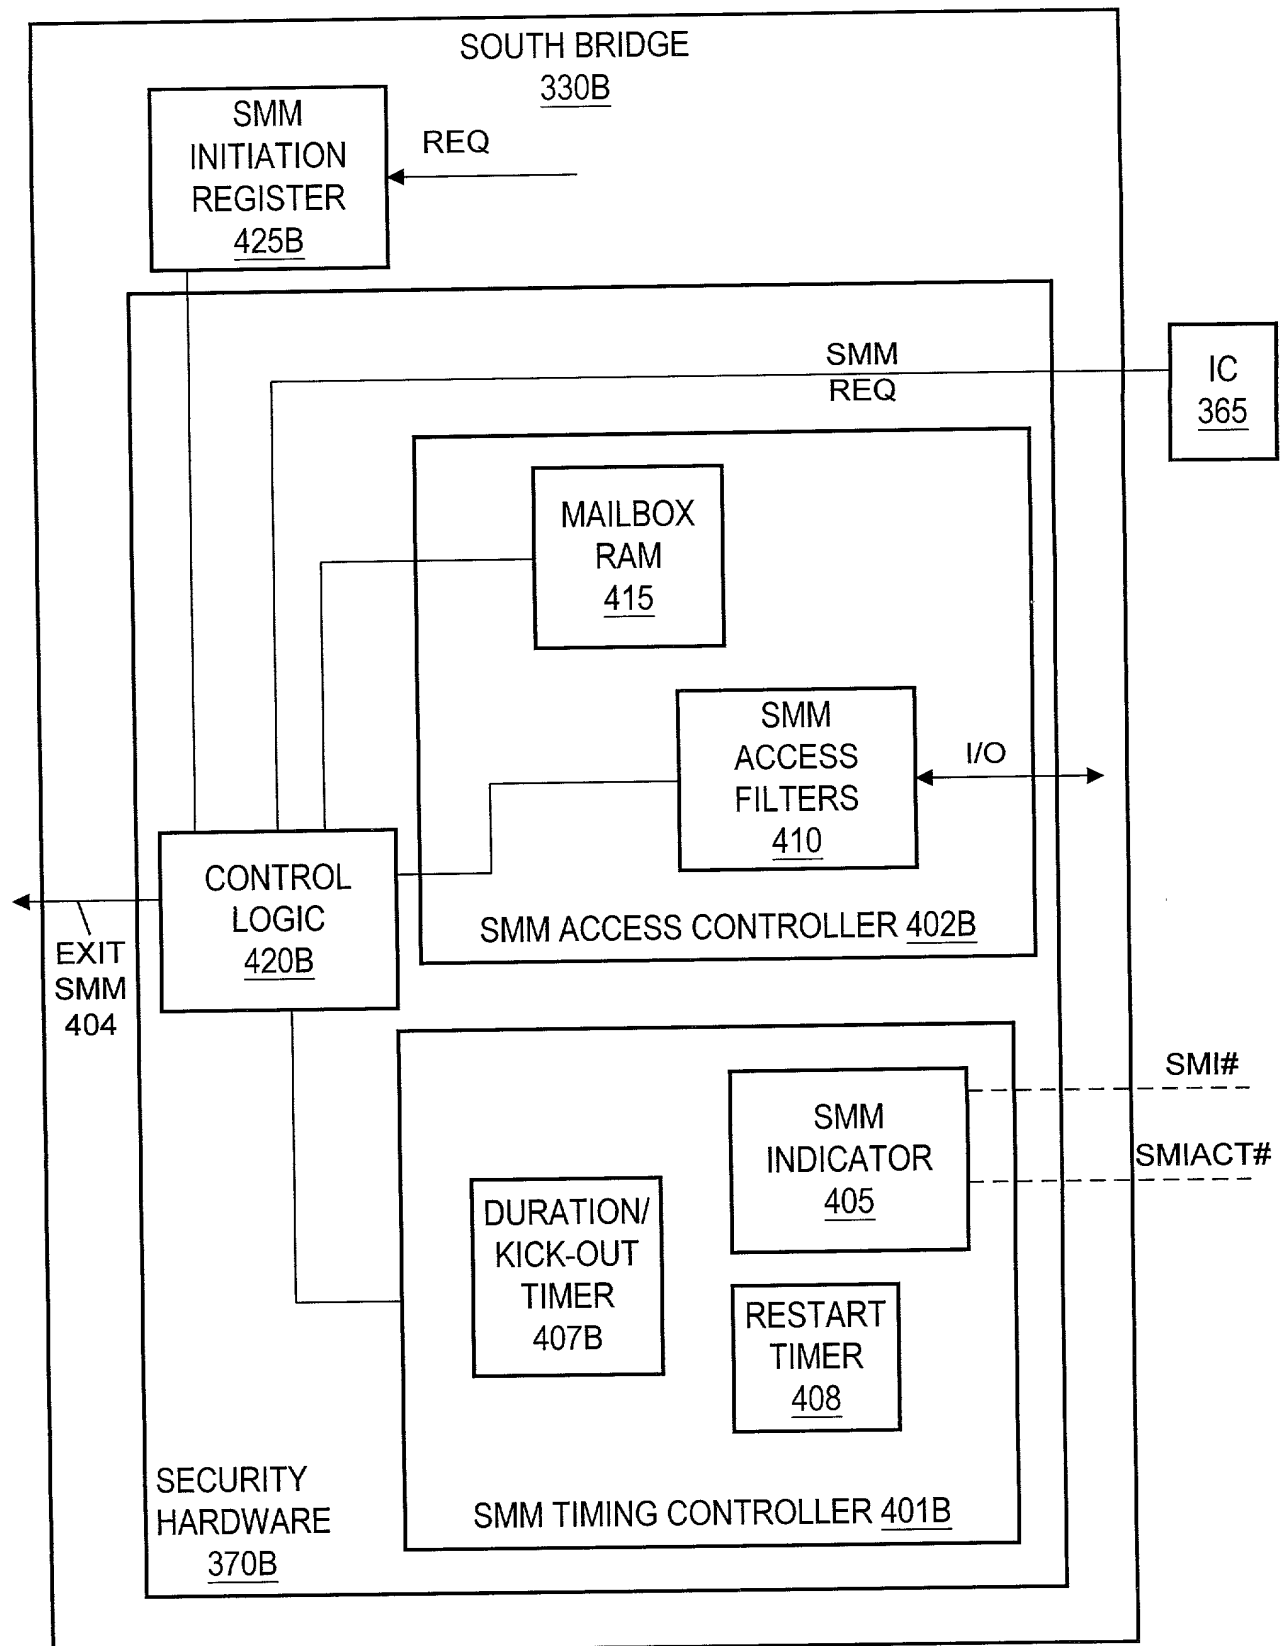 SOUTH BRIDGE
330B
SMM
INITIATION
REGISTER
425B
REQ
SMM
REQ
IC
365
MAILBOX
RAM
415
SMM
ACCESS
FILTERS
410
I/O
CONTROL
LOGIC
420B
SMM ACCESS CONTROLLER 402B
EXIT
SMM
404
SMI#
SMM
INDICATOR
405
SMIACT#
DURATION/
KICK-OUT
TIMER
407B
RESTART
TIMER
408
SECURITY
HARDWARE
370B
SMM TIMING CONTROLLER 401B